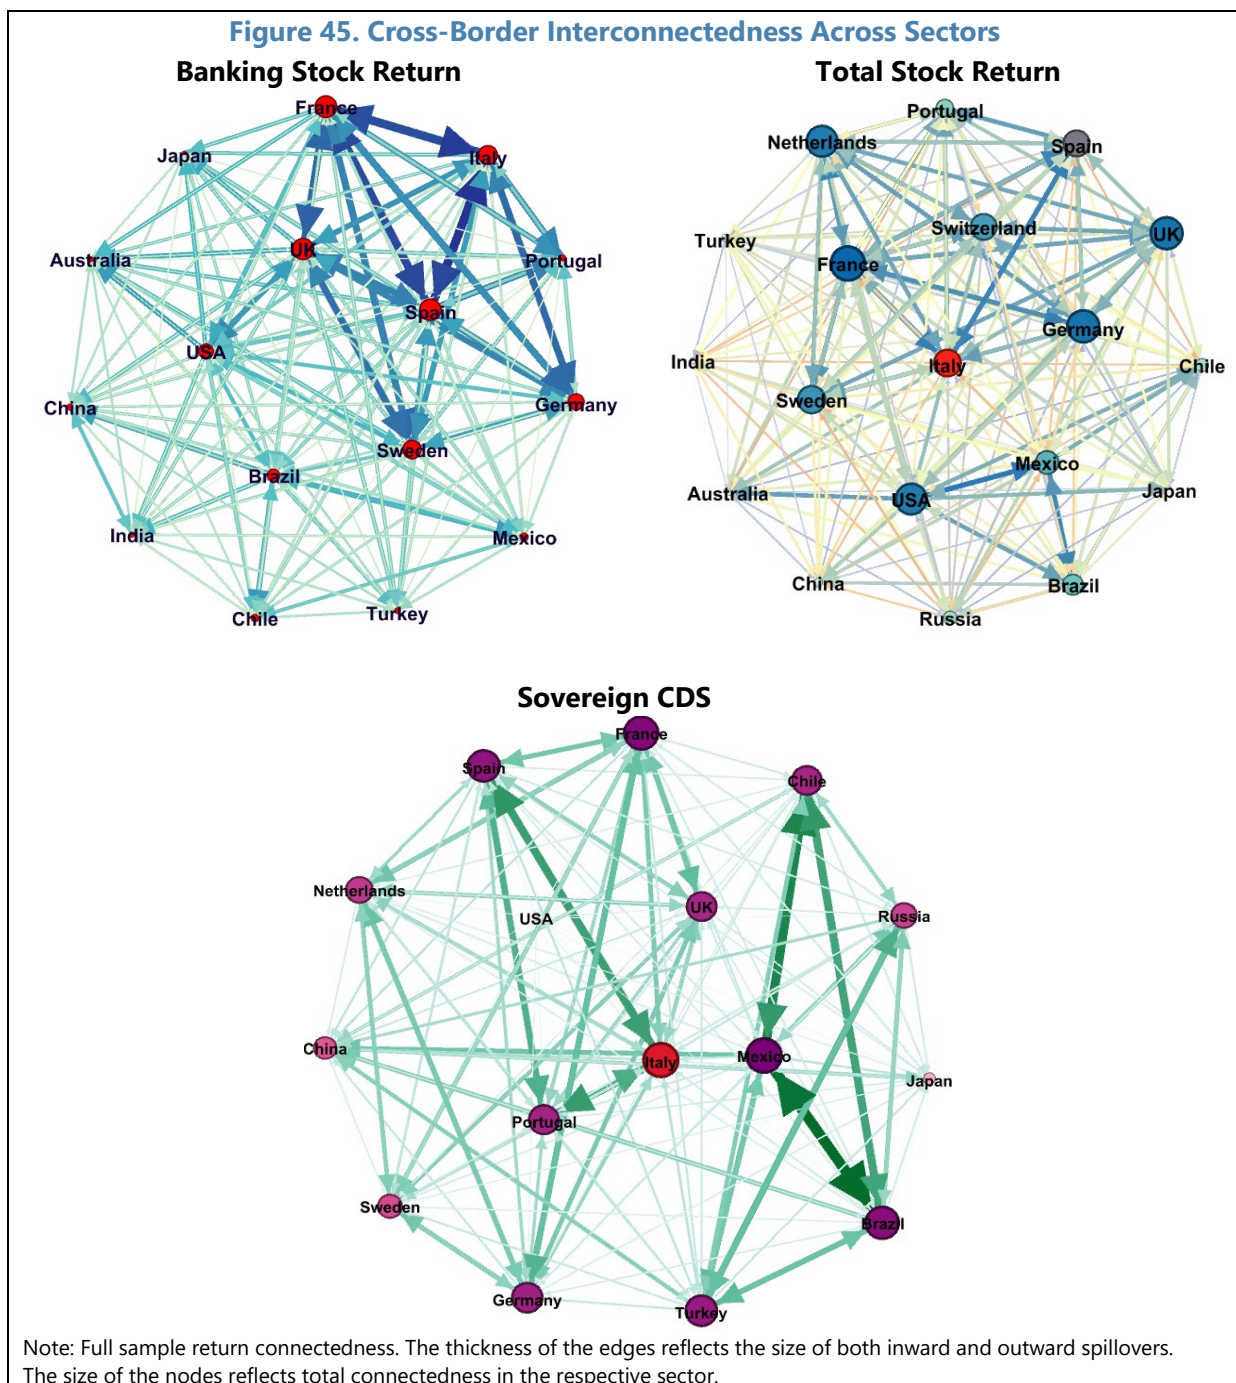 Figure 45. Cross-Border Interconnectedness Across Sectors
Banking Stock Return
France
Japan
Italy
UK
Australia
Portugal
Spain
USA
China
Germany
Sweden
Brazil
India
Mexico
Chile
Turkey
Total Stock Return
Portugal
Netherlands
Spain
Switzerland
UK
Turkey
France
Germany
India
Italy
Chile
Sweden
Mexico
Australia
USA
Japan
China
Brazil
Russia
Sovereign CDS
France
Spain
Chile
Netherlands
UK
USA
Russia
China
Italy
Mexico
Japan
Portugal
Sweden
Brazil
Germany
Turkey
Note: Full sample return connectedness. The thickness of the edges reflects the size of both inward and outward spillovers.
The size of the nodes reflects total connectedness in the respective sector.